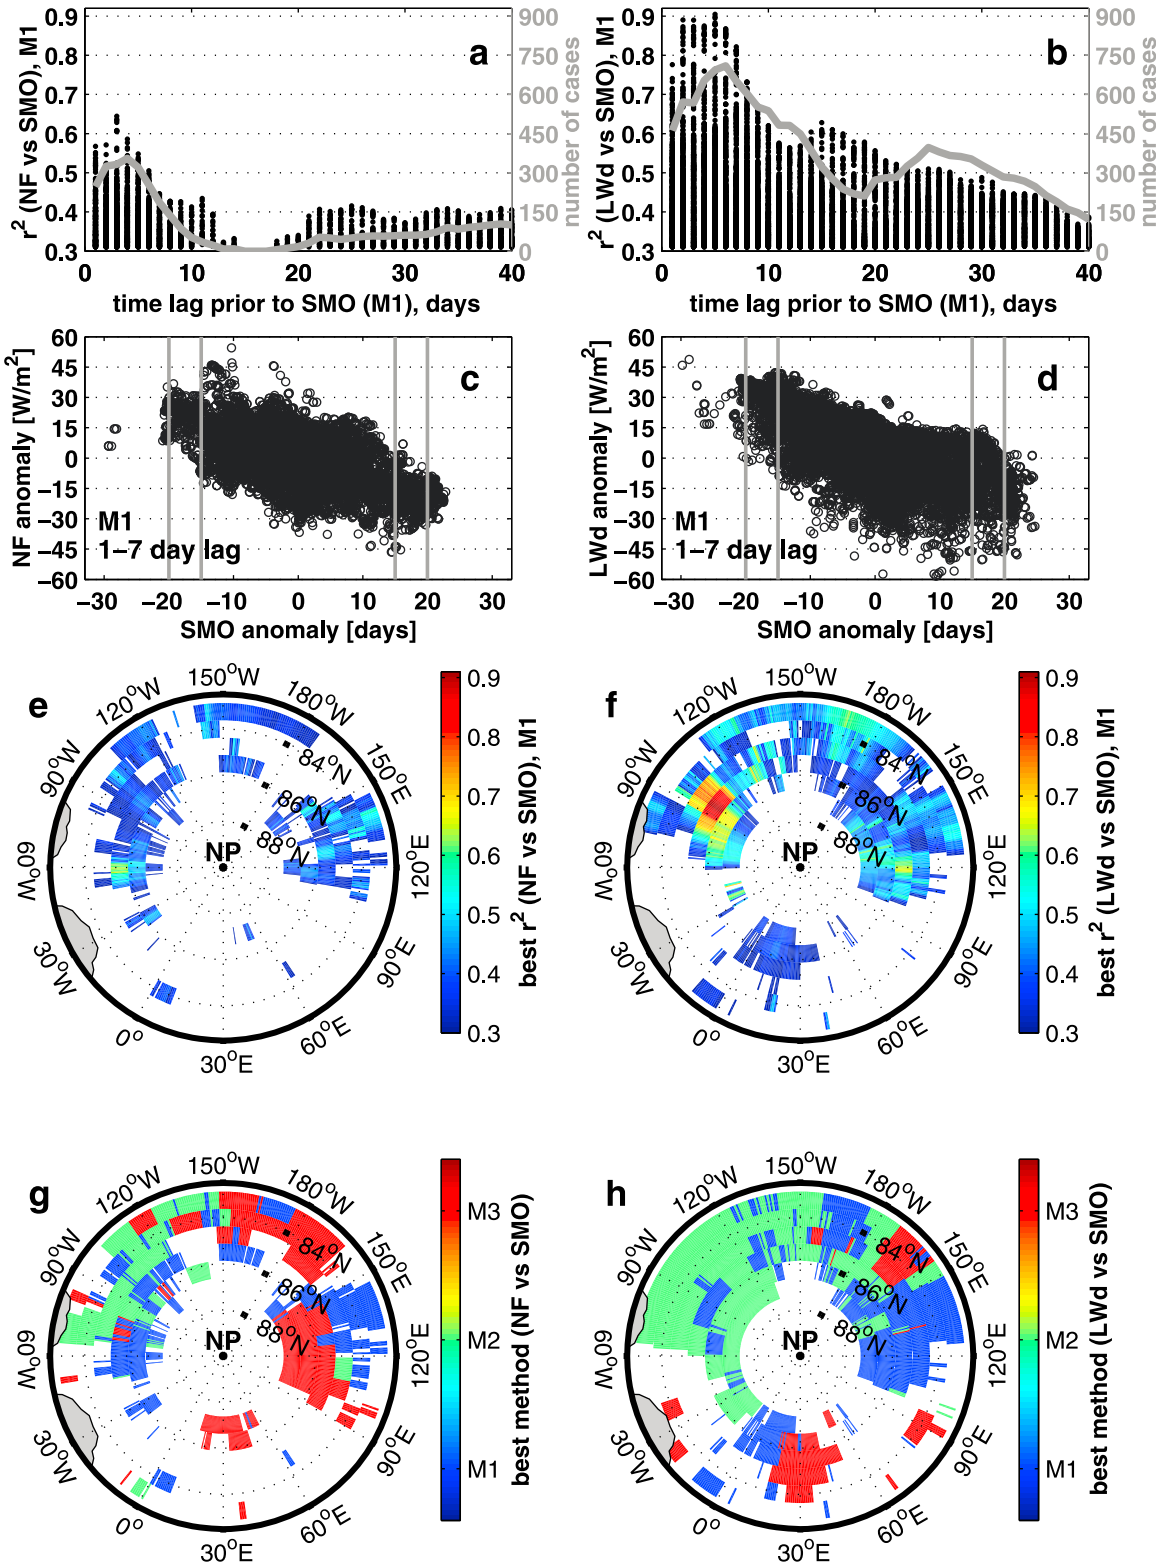 a
0.9
0.8
0.7
0.6
0.5
0.4
0.3
r² (NF vs SMO), M1
900
750
600
450
300
150
0
number of cases
0 10 20 30 40
time lag prior to SMO (M1), days
b
0.9
0.8
0.7
0.6
0.5
0.4
0.3
r² (LWd vs SMO), M1
900
750
600
450
300
150
0
number of cases
0 10 20 30 40
time lag prior to SMO (M1), days
c
60
45
30
15
0
−15
−30
−45
−60
NF anomaly [W/m²]
M1
1−7 day lag
−30 −20 −10 0 10 20 30
SMO anomaly [days]
d
60
45
30
15
0
−15
−30
−45
−60
LWd anomaly [W/m²]
M1
1−7 day lag
−30 −20 −10 0 10 20 30
SMO anomaly [days]
e
150°W
180°W
150°E
120°E
90°E
60°E
30°E
0°
30°W
60°W
90°W
120°W
84°N
86°N
88°N
NP
0.9
0.8
0.7
0.6
0.5
0.4
0.3
best r² (NF vs SMO), M1
f
150°W
180°W
150°E
120°E
90°E
60°E
30°E
0°
30°W
60°W
90°W
120°W
84°N
86°N
88°N
NP
0.9
0.8
0.7
0.6
0.5
0.4
0.3
best r² (LWd vs SMO), M1
g
150°W
180°W
150°E
120°E
90°E
60°E
30°E
0°
30°W
60°W
90°W
120°W
84°N
86°N
88°N
NP
M3
M2
M1
best method (NF vs SMO)
h
150°W
180°W
150°E
120°E
90°E
60°E
30°E
0°
30°W
60°W
90°W
120°W
84°N
86°N
88°N
NP
M3
M2
M1
best method (LWd vs SMO)